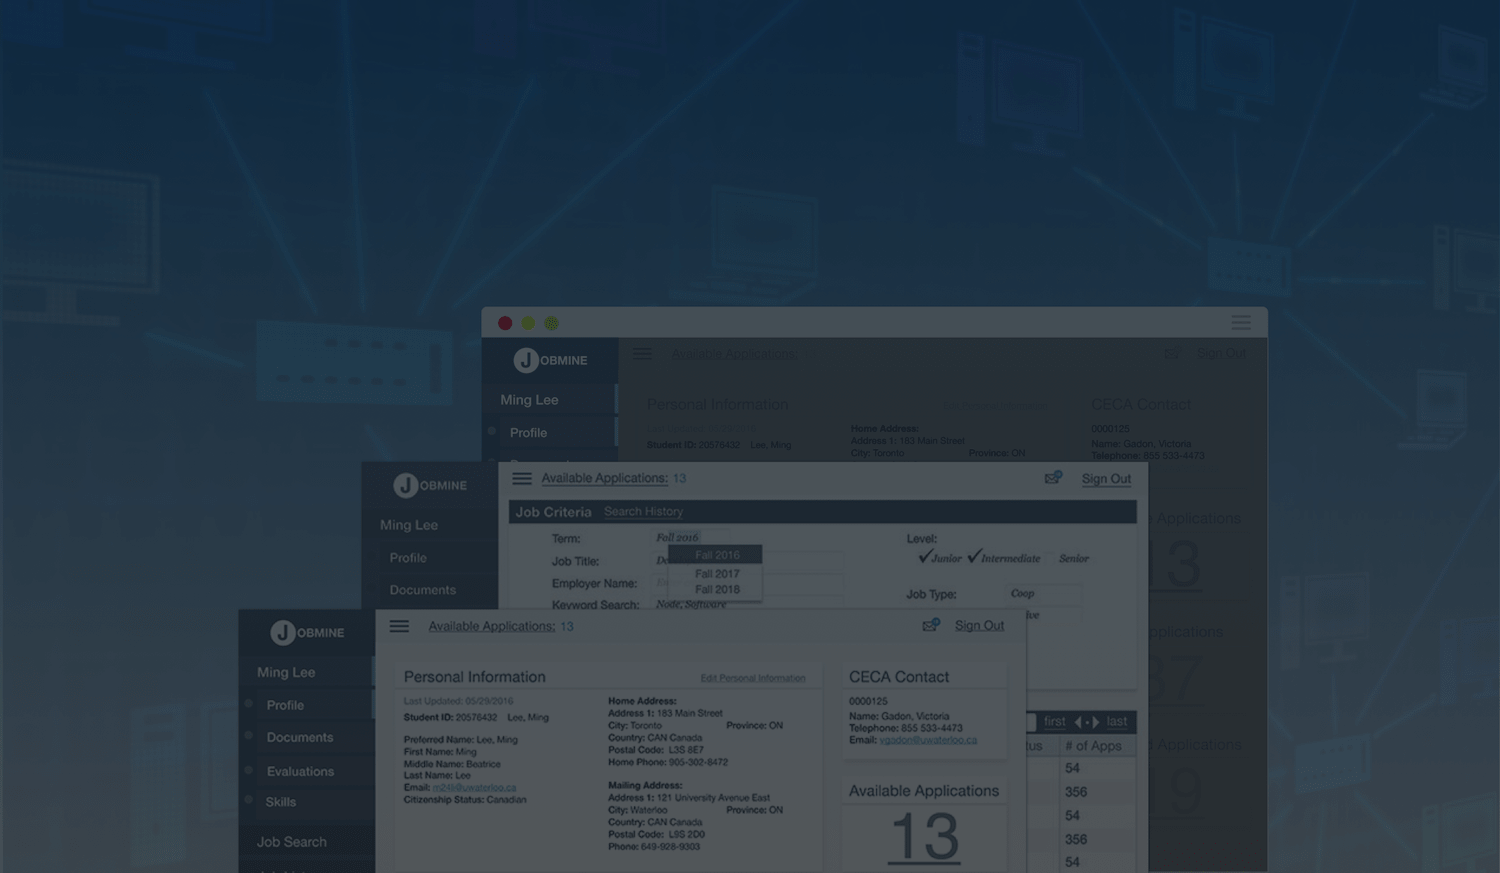 JOBMINE
Available Applications:
Sign Out
Ming Lee
Profile
Personal Information
CECA Contact
Student ID: 20576432 Lee, Ming
Home Address:
Address 1: 183 Main Street
City: Toronto Province: ON
0000125
Name: Gadon, Victoria
Telephone: 855 533-4473
JOBMINE
Ming Lee
Profile
Documents
Available Applications: 13
Sign Out
Job Criteria Search History
Term: Fall 2016
Fall 2016
Fall 2017
Fall 2018
Job Title:
Employer Name:
Keyword Search: Node, Software
Level:
Junior Intermediate Senior
Job Type: Coop
Applications
13
Applications
37
Applications
9
first last
# of Apps
54
356
54
356
54
JOBMINE
Ming Lee
Profile
Documents
Evaluations
Skills
Job Search
Available Applications: 13
Sign Out
Personal Information
Edit Personal Information
Last Updated: 05/29/2016
Student ID: 20576432 Lee, Ming
Preferred Name: Lee, Ming
First Name: Ming
Middle Name: Beatrice
Last Name: Lee
Email: m24li@uwaterloo.ca
Citizenship Status: Canadian
Home Address:
Address 1: 183 Main Street
City: Toronto Province: ON
Country: CAN Canada
Postal Code: L3S 8E7
Home Phone: 905-302-8472
Mailing Address:
Address 1: 121 University Avenue East
City: Waterloo Province: ON
Country: CAN Canada
Postal Code: L9S 2D0
Phone: 649-928-9303
CECA Contact
0000125
Name: Gadon, Victoria
Telephone: 855 533-4473
Email: vgadon@uwaterloo.ca
Available Applications
13